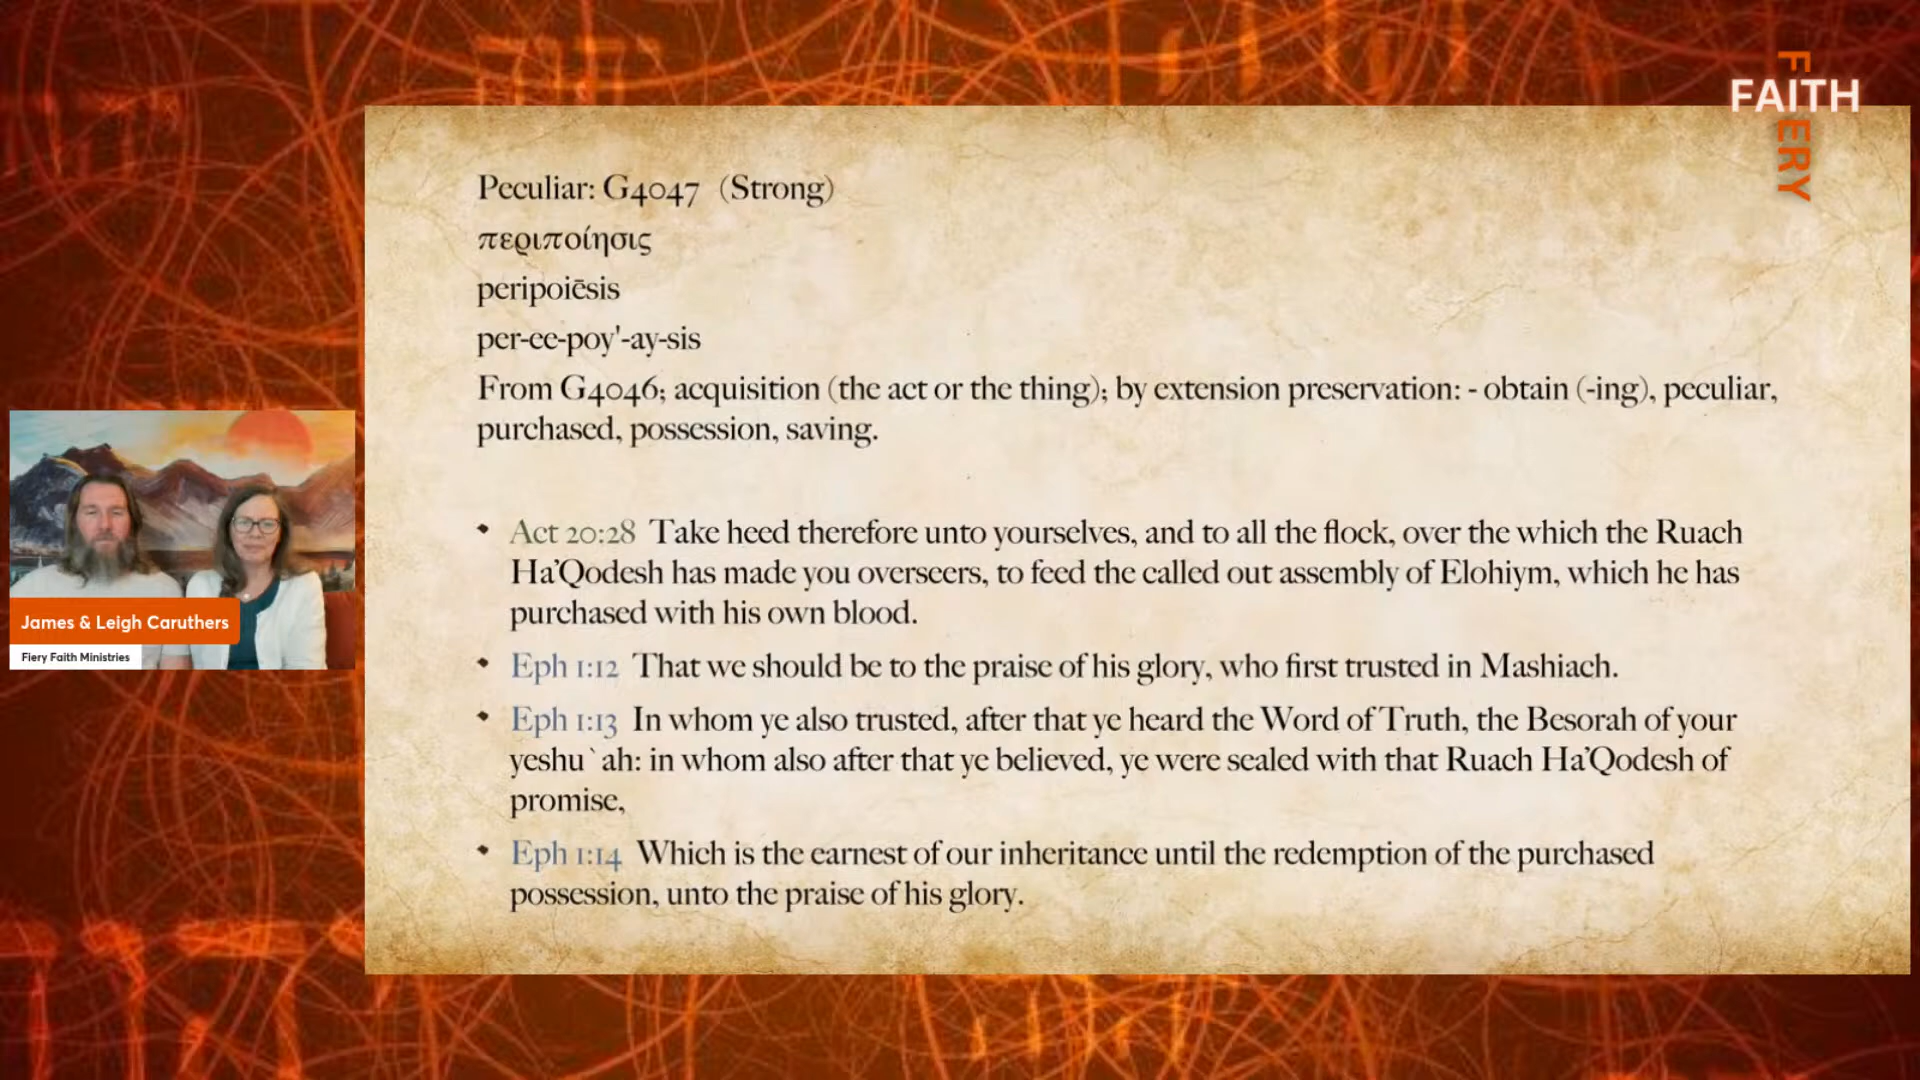 FAITH
FIERY
Peculiar: G4047 (Strong)
περιποίησις
peripoiēsis
per-ee-poy'-ay-sis
From G4046; acquisition (the act or the thing); by extension preservation: - obtain (-ing), peculiar,
purchased, possession, saving.
• Act 20:28 Take heed therefore unto yourselves, and to all the flock, over the which the Ruach
Ha’Qodesh has made you overseers, to feed the called out assembly of Elohiym, which he has
purchased with his own blood.
• Eph 1:12 That we should be to the praise of his glory, who first trusted in Mashiach.
• Eph 1:13 In whom ye also trusted, after that ye heard the Word of Truth, the Besorah of your
yeshu`ah: in whom also after that ye believed, ye were sealed with that Ruach Ha’Qodesh of
promise,
• Eph 1:14 Which is the earnest of our inheritance until the redemption of the purchased
possession, unto the praise of his glory.
James & Leigh Caruthers
Fiery Faith Ministries